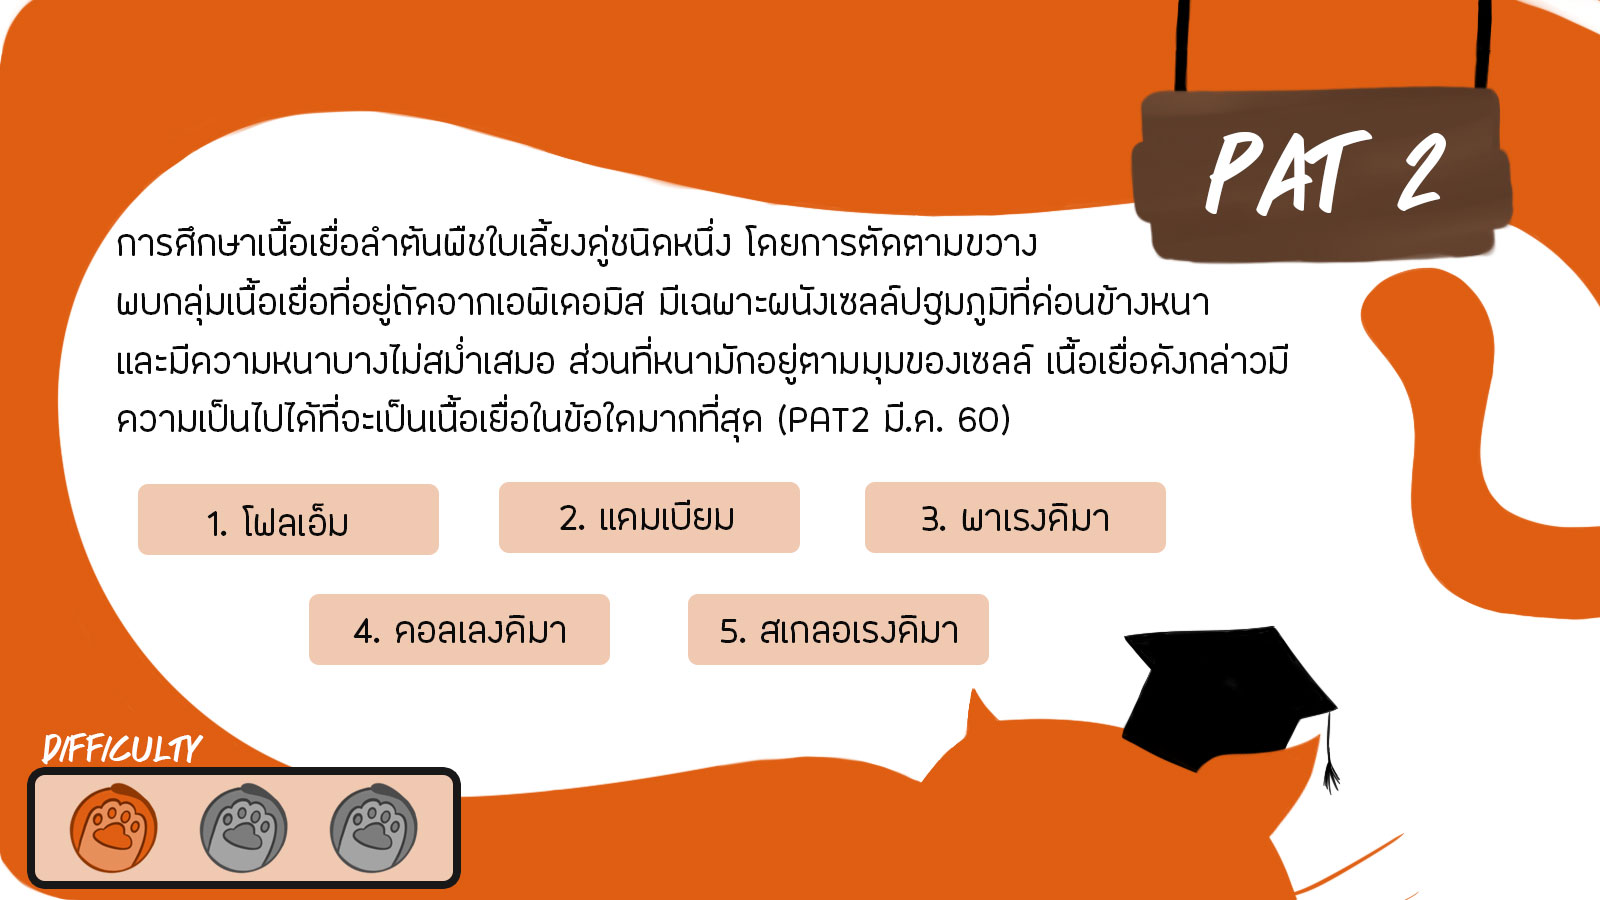 PAT 2
การศึกษาเนื้อเยื่อลำต้นพืชใบเลี้ยงคู่ชนิดหนึ่ง โดยการตัดตามขวาง
พบกลุ่มเนื้อเยื่อที่อยู่ถัดจากเอพิเดอมิส มีเฉพาะผนังเซลล์ปฐมภูมิที่ค่อนข้างหนา
และมีความหนาบางไม่สม่ำเสมอ ส่วนที่หนามักอยู่ตามมุมของเซลล์ เนื้อเยื่อดังกล่าวมี
ความเป็นไปได้ที่จะเป็นเนื้อเยื่อในข้อใดมากที่สุด (PAT2 มี.ค. 60)
1. โฟลเอ็ม
2. แคมเบียม
3. พาเรงคิมา
4. คอลเลงคิมา
5. สเกลอเรงคิมา
DIFFICULTY